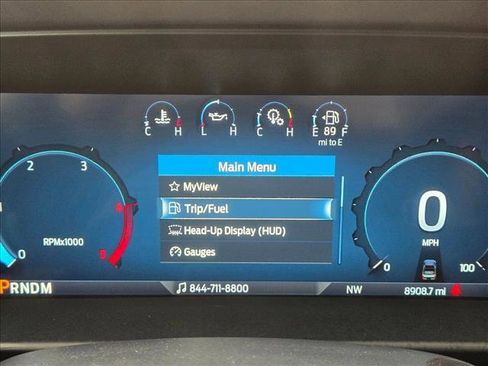 C H L H C H E 89 F
mi to E
Main Menu
MyView
Trip/Fuel
Head-Up Display (HUD)
Gauges
2 3
4
RPMx1000
0 5
0
MPH
0 100
PRNDM
844-711-8800
NW
8908.7 mi